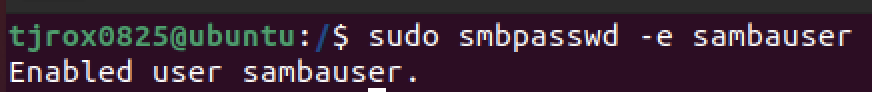 tjrox0825@ubuntu:/$ sudo smbpasswd -e sambauser
Enabled user sambauser.